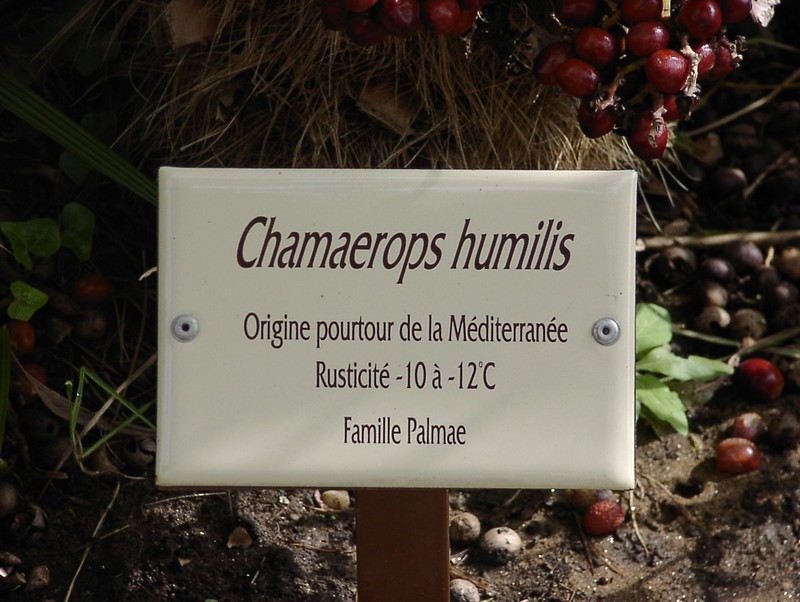 Chamaerops humilis
Origine pourtour de la Méditerranée
Rusticité -10 à -12°C
Famille Palmae